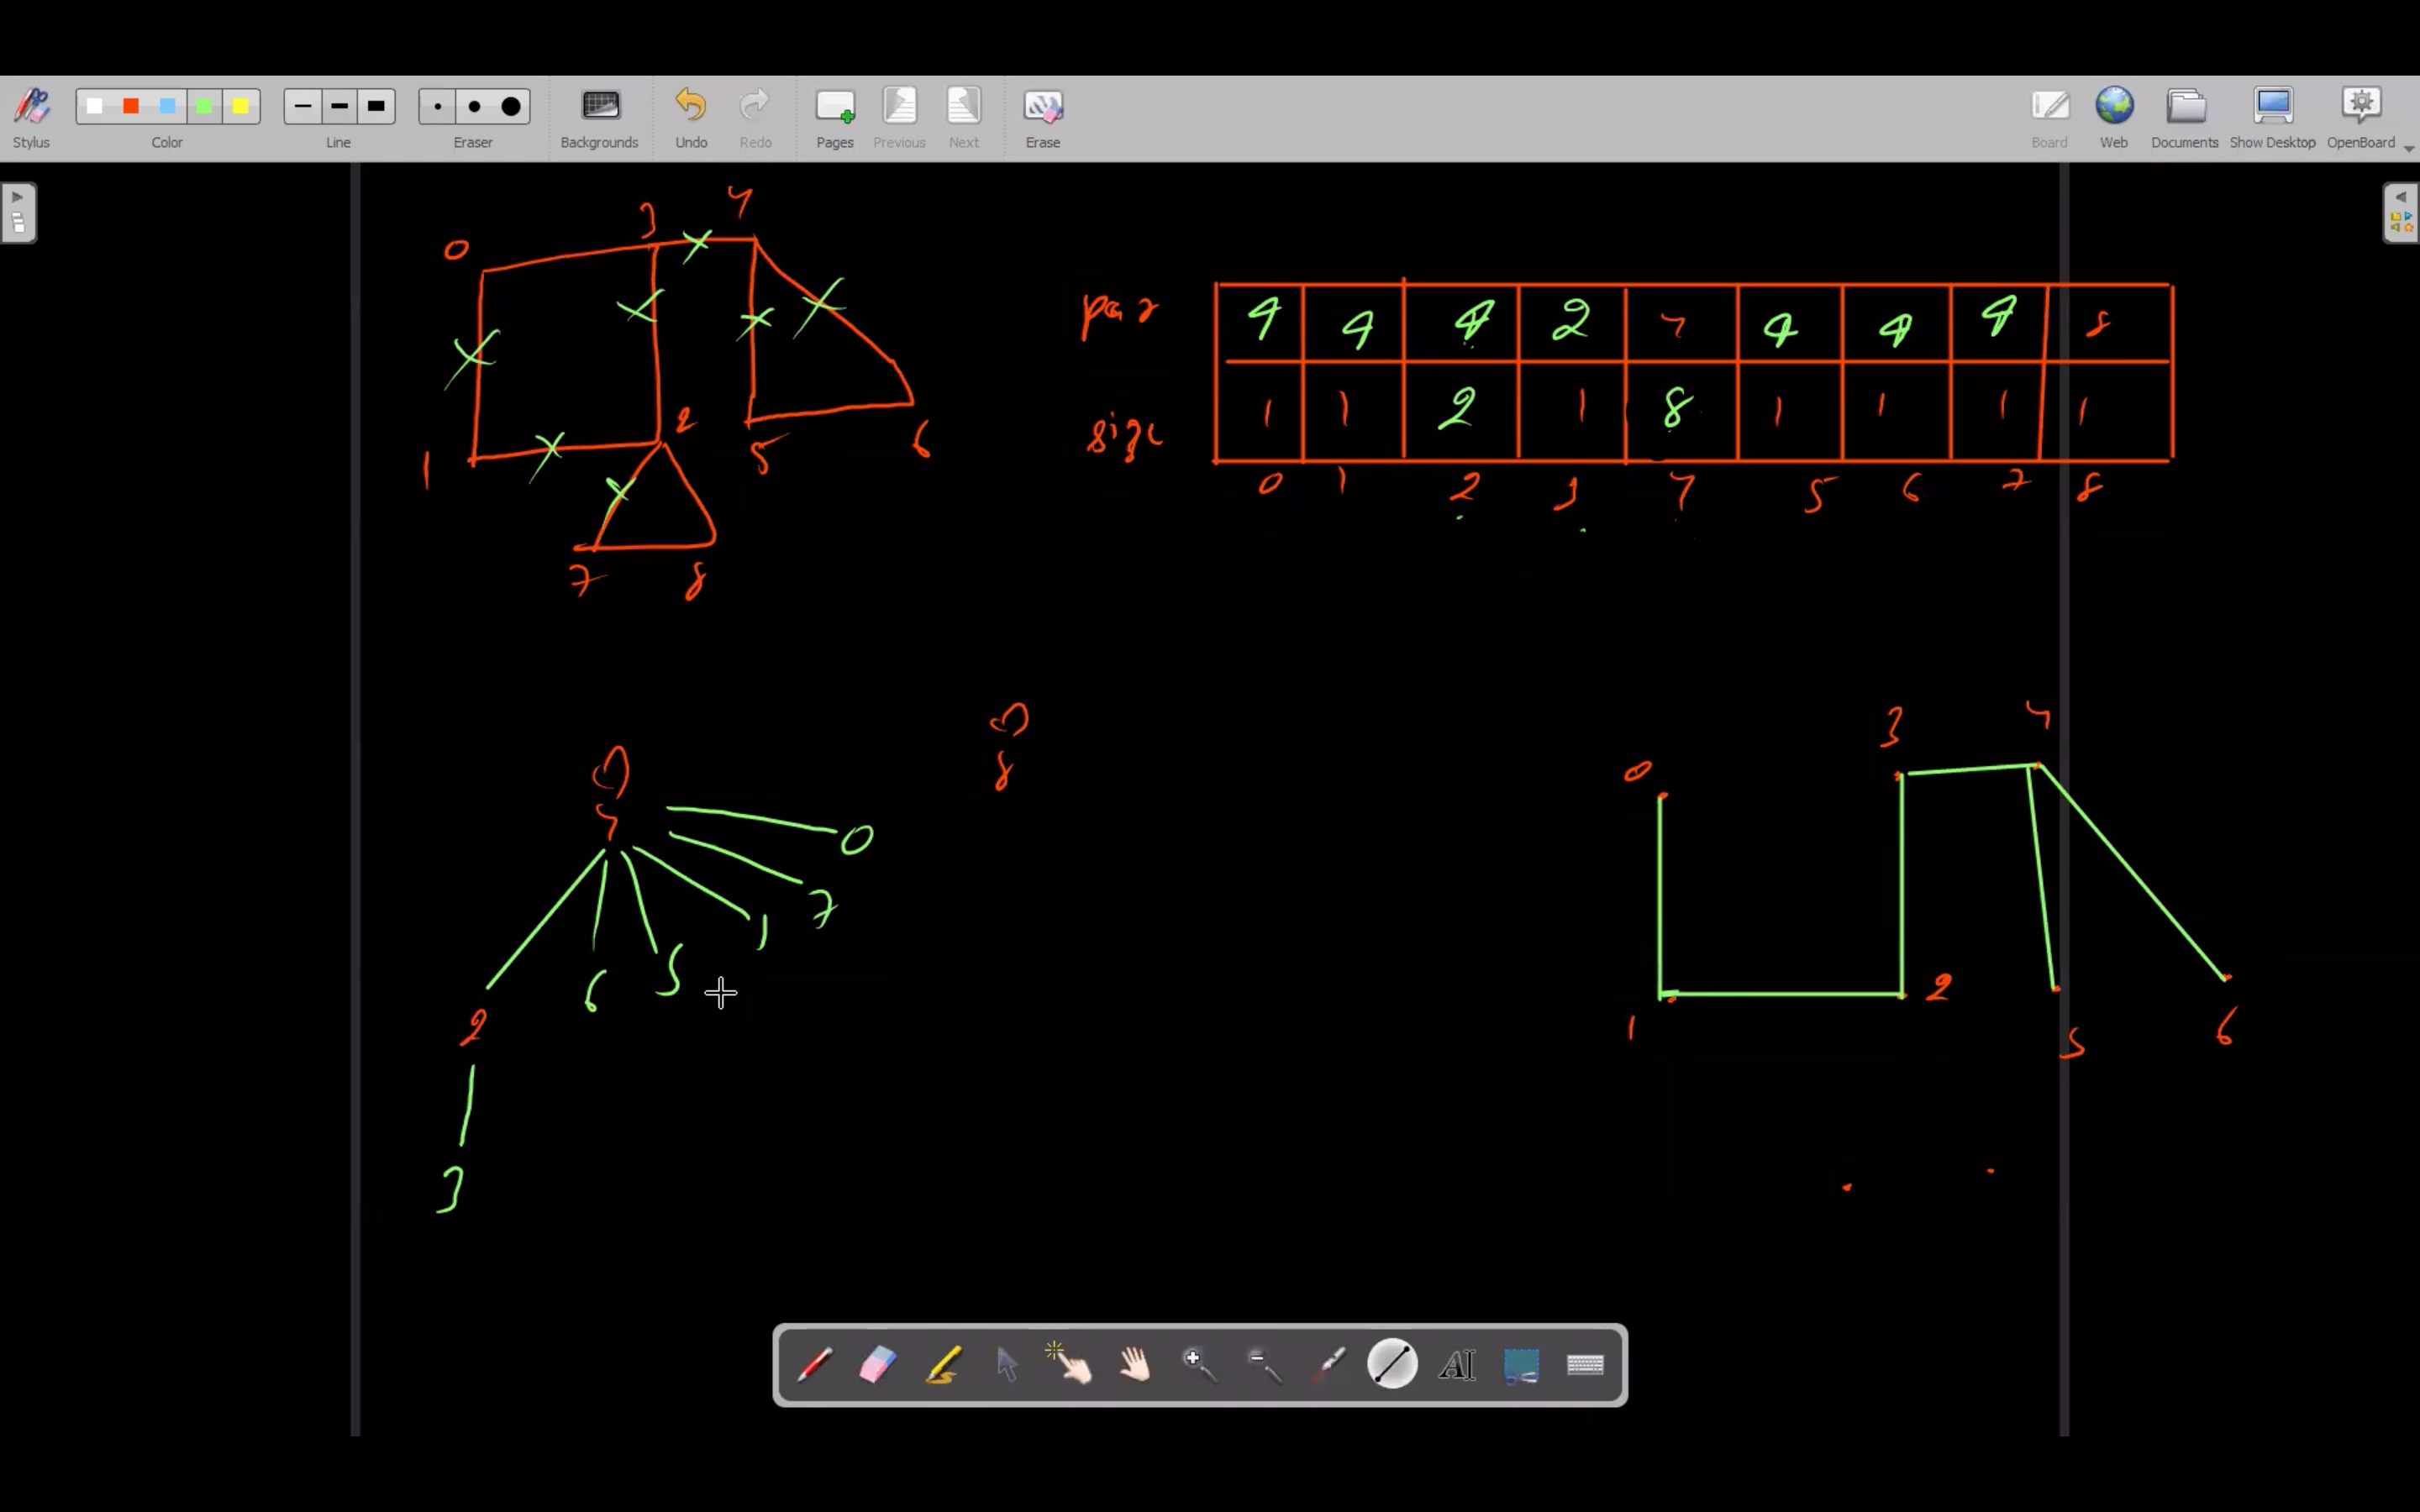 Stylus Color Line Eraser Backgrounds Undo Redo Pages Previous Next Erase Board Web Documents Show Desktop OpenBoard
0 3 4
1 2 5 6
7 8
par 4 4 4 2 4 4 4 4 8
size 1 1 2 1 8 1 1 1 1
0 1 2 3 4 5 6 7 8
4 0
7
1
6 5
2
3
8
0 3 4
1 2 5 6
AI